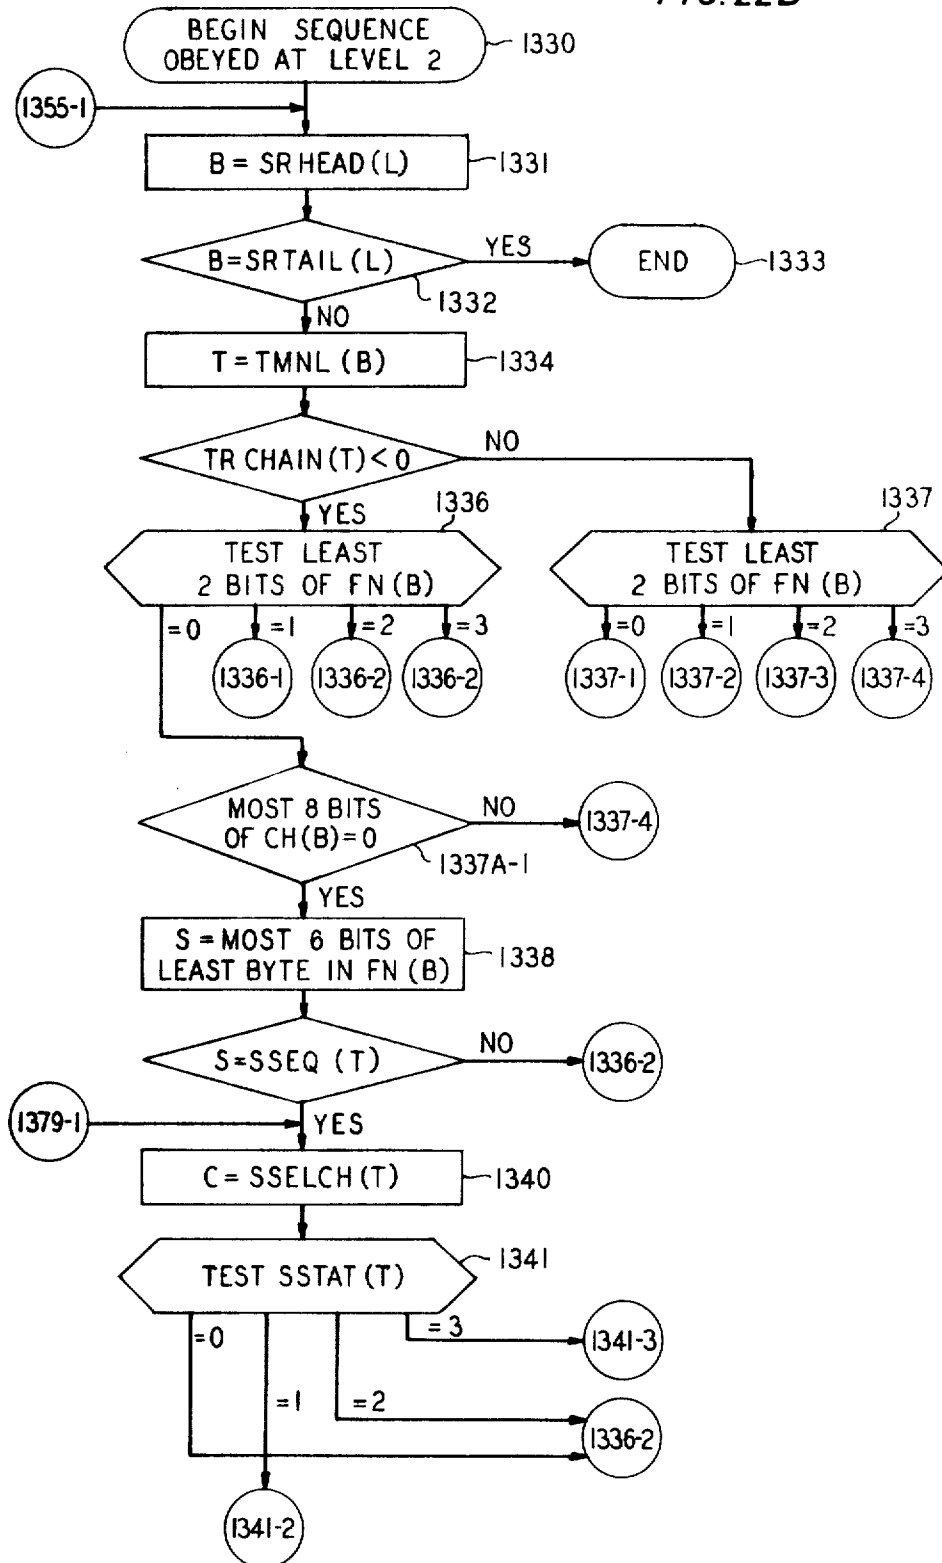 FIG. 22B
BEGIN SEQUENCE
OBEYED AT LEVEL 2
1330
1355-1
B = SRHEAD(L)
1331
B=SRTAIL(L)
YES
END
1333
1332
NO
T = TMNL (B)
1334
TR CHAIN(T) < 0
NO
YES
1336
1337
TEST LEAST
2 BITS OF FN(B)
TEST LEAST
2 BITS OF FN(B)
=0
=1
=2
=3
=0
=1
=2
=3
1336-1
1336-2
1336-2
1337-1
1337-2
1337-3
1337-4
MOST 8 BITS
OF CH(B)=0
NO
1337-4
1337A-1
YES
S = MOST 6 BITS OF
LEAST BYTE IN FN(B)
1338
S=SSEQ (T)
NO
1336-2
1379-1
YES
C = SSELCH(T)
1340
1341
TEST SSTAT(T)
=0
=3
1341-3
=1
=2
1336-2
1341-2